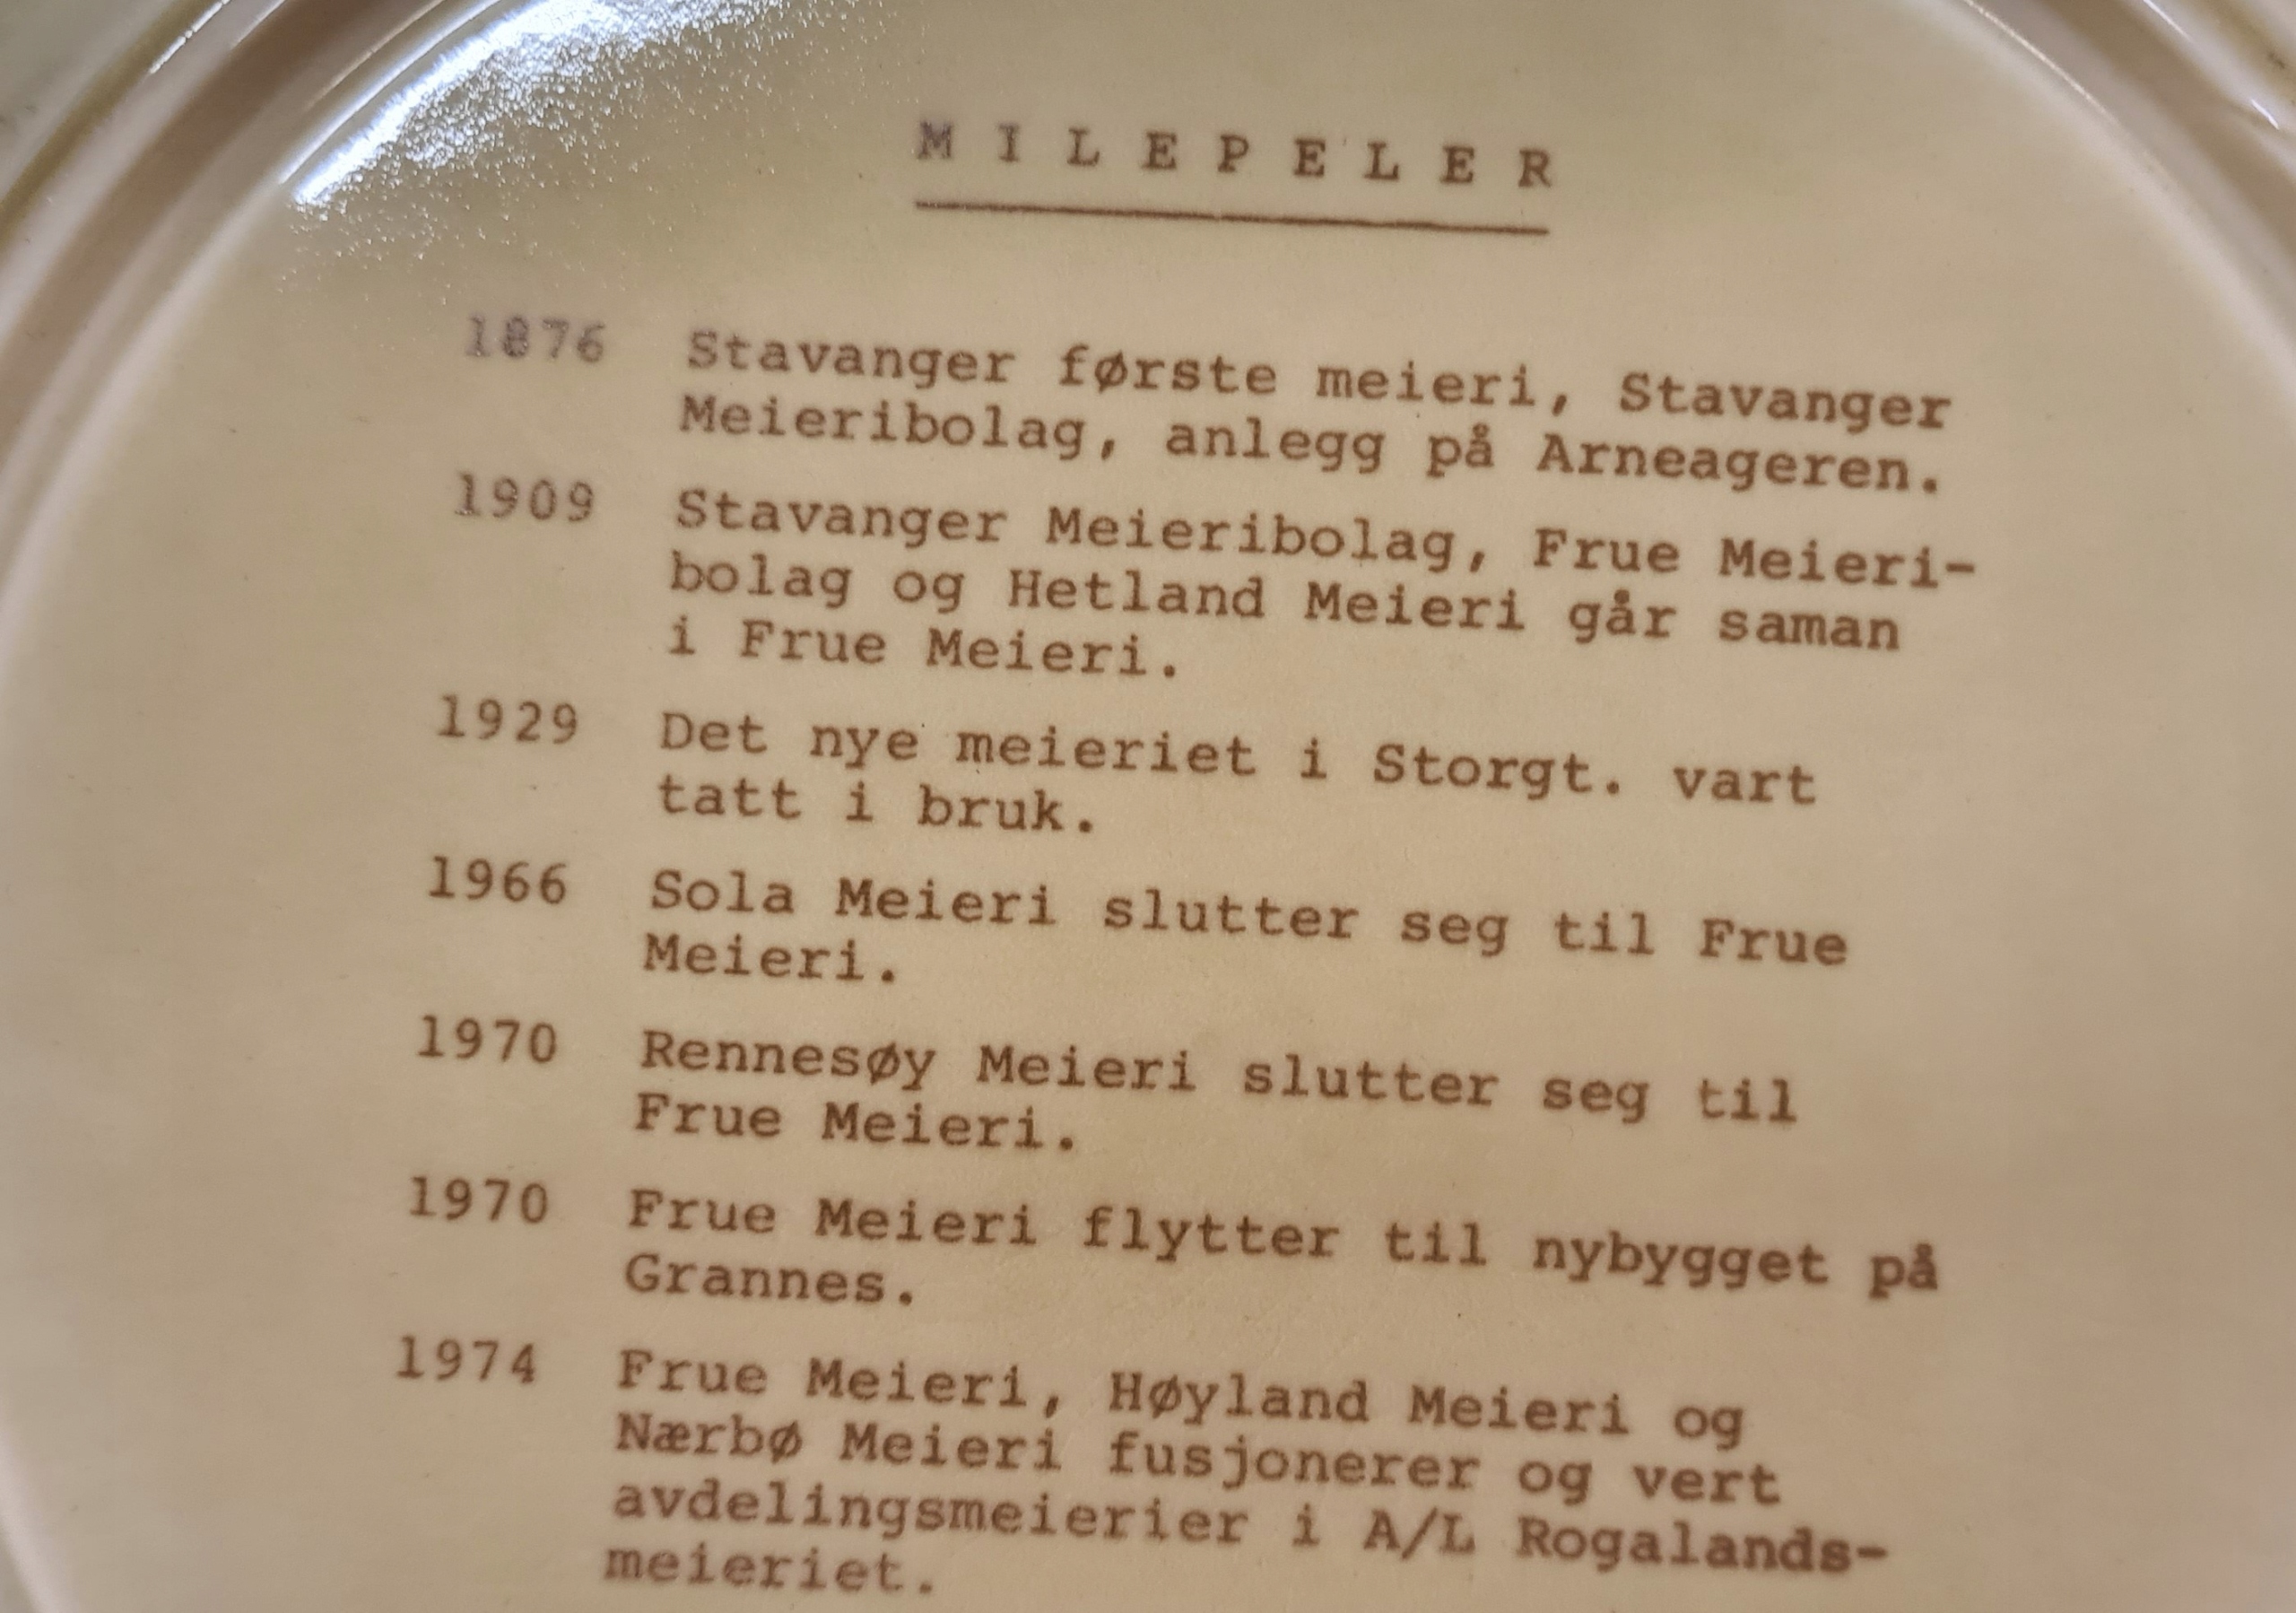 M I L E P E L E R
1876 Stavanger første meieri, Stavanger
Meieribolag, anlegg på Arneageren.
1909 Stavanger Meieribolag, Frue Meieri-
bolag og Hetland Meieri går saman
i Frue Meieri.
1929 Det nye meieriet i Storgt. vart
tatt i bruk.
1966 Sola Meieri slutter seg til Frue
Meieri.
1970 Rennesøy Meieri slutter seg til
Frue Meieri.
1970 Frue Meieri flytter til nybygget på
Grannes.
1974 Frue Meieri, Høyland Meieri og
Nærbø Meieri fusjonerer og vert
avdelingsmeierier i A/L Rogalands-
meieriet.